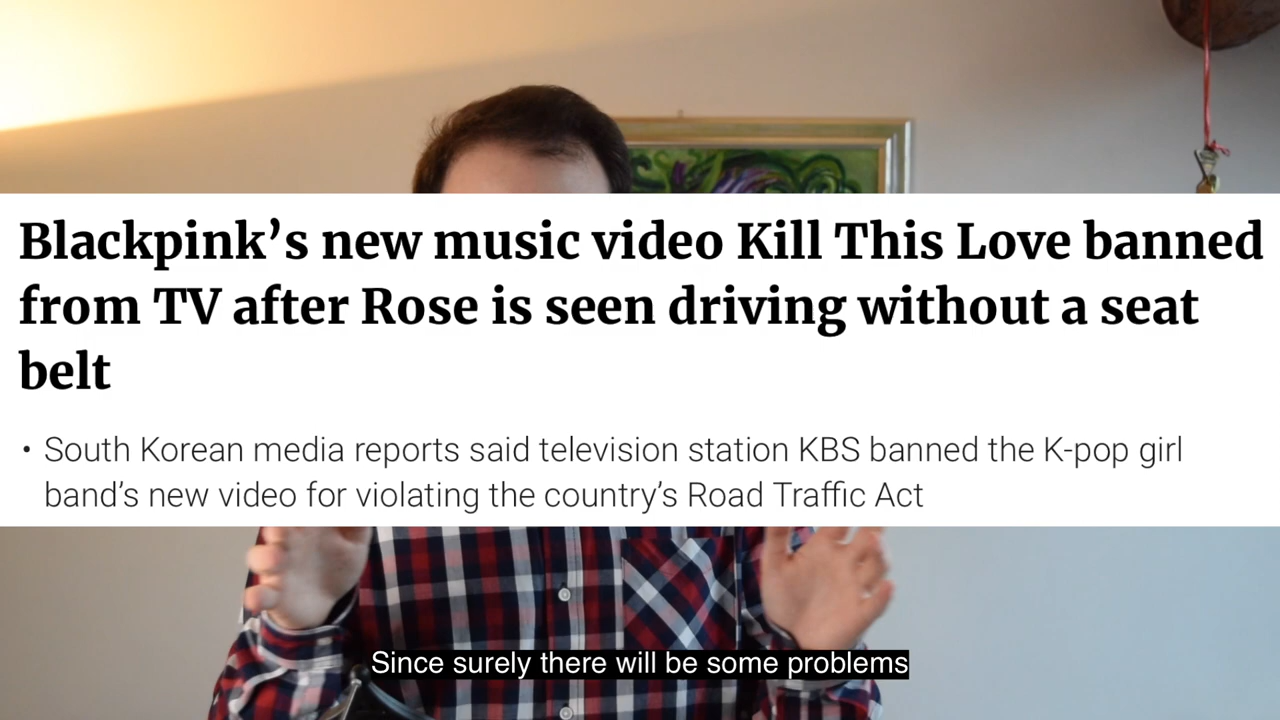 Blackpink’s new music video Kill This Love banned
from TV after Rose is seen driving without a seat
belt
• South Korean media reports said television station KBS banned the K-pop girl
band’s new video for violating the country’s Road Traffic Act
Since surely there will be some problems